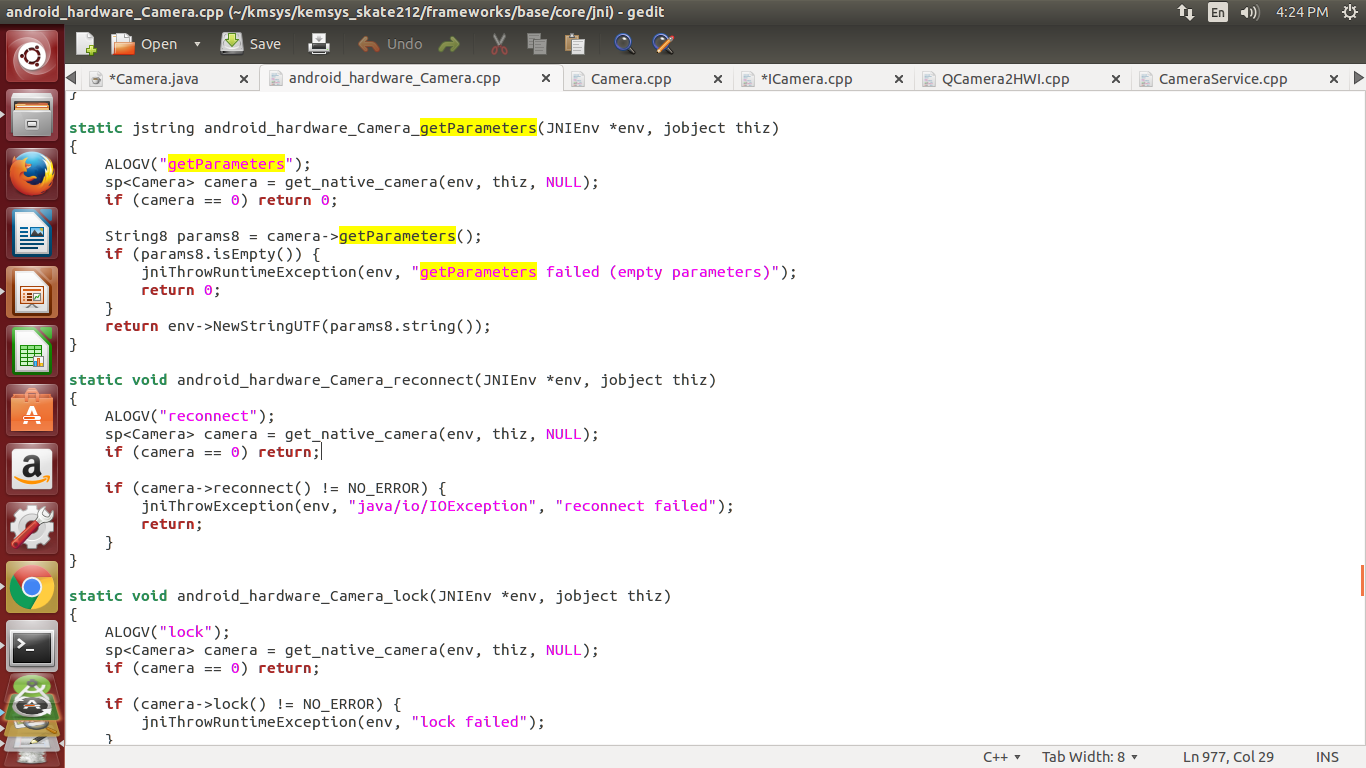 android_hardware_Camera.cpp (~/kmsys/kemsys_skate212/frameworks/base/core/jni) - gedit
En
4:24 PM
Open
Save
Undo
*Camera.java
android_hardware_Camera.cpp
Camera.cpp
*ICamera.cpp
QCamera2HWI.cpp
CameraService.cpp
}
static jstring android_hardware_Camera_getParameters(JNIEnv *env, jobject thiz)
{
    ALOGV("getParameters");
    sp<Camera> camera = get_native_camera(env, thiz, NULL);
    if (camera == 0) return 0;
    String8 params8 = camera->getParameters();
    if (params8.isEmpty()) {
        jniThrowRuntimeException(env, "getParameters failed (empty parameters)");
        return 0;
    }
    return env->NewStringUTF(params8.string());
}
static void android_hardware_Camera_reconnect(JNIEnv *env, jobject thiz)
{
    ALOGV("reconnect");
    sp<Camera> camera = get_native_camera(env, thiz, NULL);
    if (camera == 0) return;
    if (camera->reconnect() != NO_ERROR) {
        jniThrowException(env, "java/io/IOException", "reconnect failed");
        return;
    }
}
static void android_hardware_Camera_lock(JNIEnv *env, jobject thiz)
{
    ALOGV("lock");
    sp<Camera> camera = get_native_camera(env, thiz, NULL);
    if (camera == 0) return;
    if (camera->lock() != NO_ERROR) {
        jniThrowRuntimeException(env, "lock failed");
    }
C++
Tab Width: 8
Ln 977, Col 29
INS